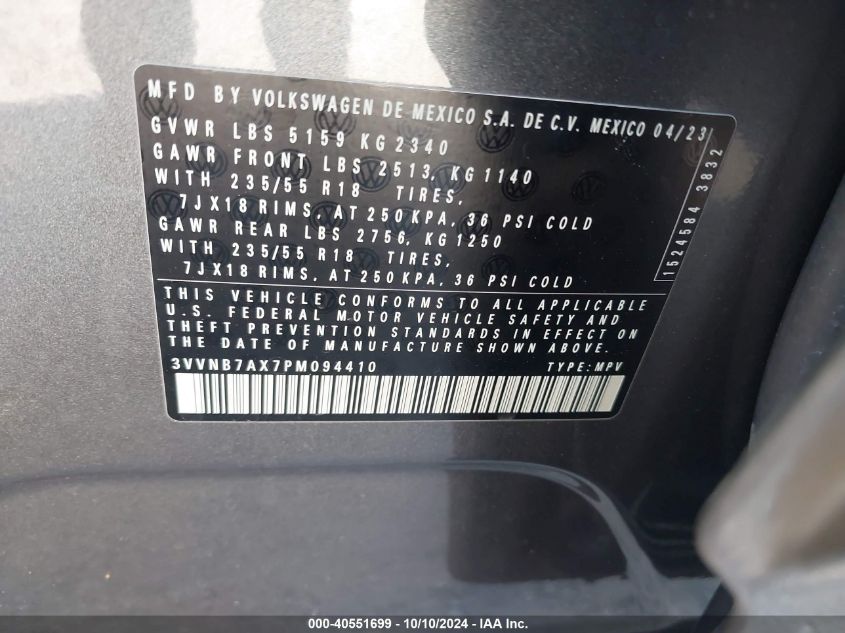 MFD BY VOLKSWAGEN DE MEXICO S.A. DE C.V. MEXICO 04/23
GVWR LBS 5159 KG 2340
GAWR FRONT LBS 2513, KG 1140
WITH 235/55 R18 TIRES,
7JX18 RIMS, AT 250 KPA, 36 PSI COLD
GAWR REAR LBS 2756, KG 1250
WITH 235/55 R18 TIRES,
7JX18 RIMS, AT 250 KPA, 36 PSI COLD
1524584 3832
THIS VEHICLE CONFORMS TO ALL APPLICABLE
U.S. FEDERAL MOTOR VEHICLE SAFETY AND
THEFT PREVENTION STANDARDS IN EFFECT ON
THE DATE OF MANUFACTURE SHOWN ABOVE.
3VVNB7AX7PM094410 TYPE: MPV
000-40551699 - 10/10/2024 - IAA Inc.